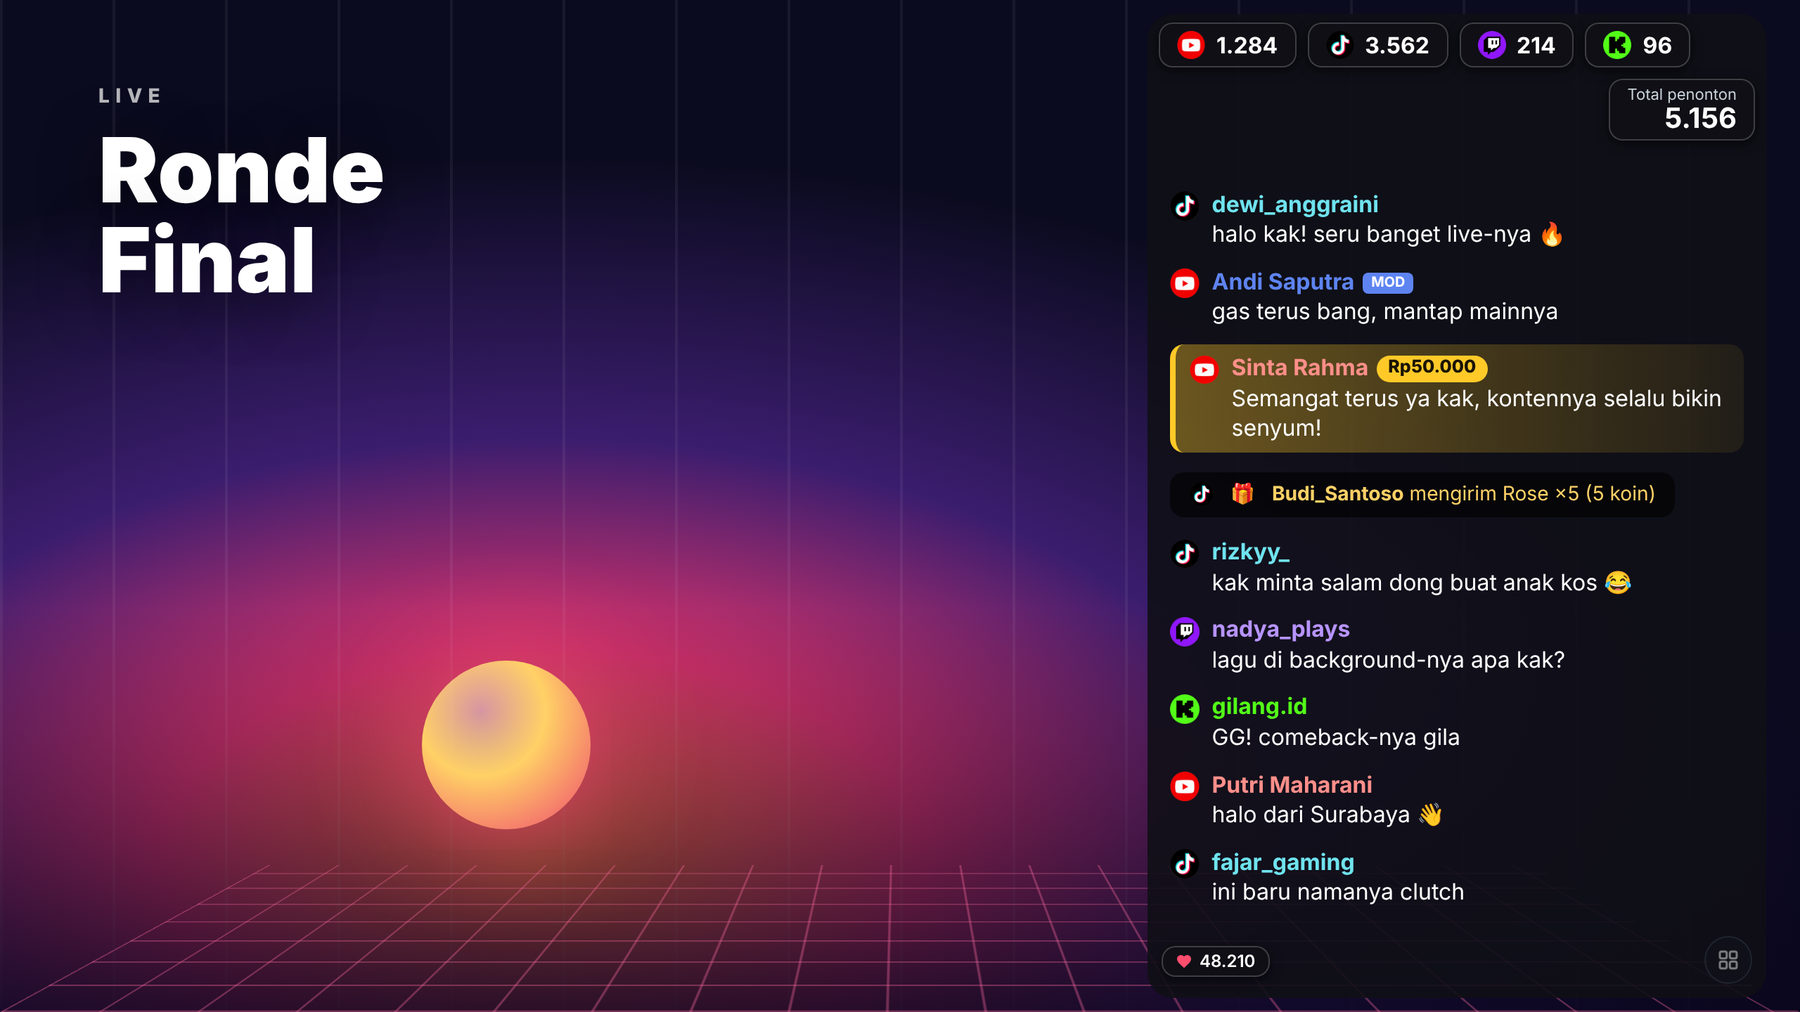 LIVE
Ronde
Final
1.284
3.562
214
96
Total penonton
5.156
dewi_anggraini
halo kak! seru banget live-nya 🔥
Andi Saputra MOD
gas terus bang, mantap mainnya
Sinta Rahma Rp50.000
Semangat terus ya kak, kontennya selalu bikin
senyum!
🎁 Budi_Santoso mengirim Rose ×5 (5 koin)
rizkyy_
kak minta salam dong buat anak kos 😂
nadya_plays
lagu di background-nya apa kak?
gilang.id
GG! comeback-nya gila
Putri Maharani
halo dari Surabaya 👋
fajar_gaming
ini baru namanya clutch
48.210